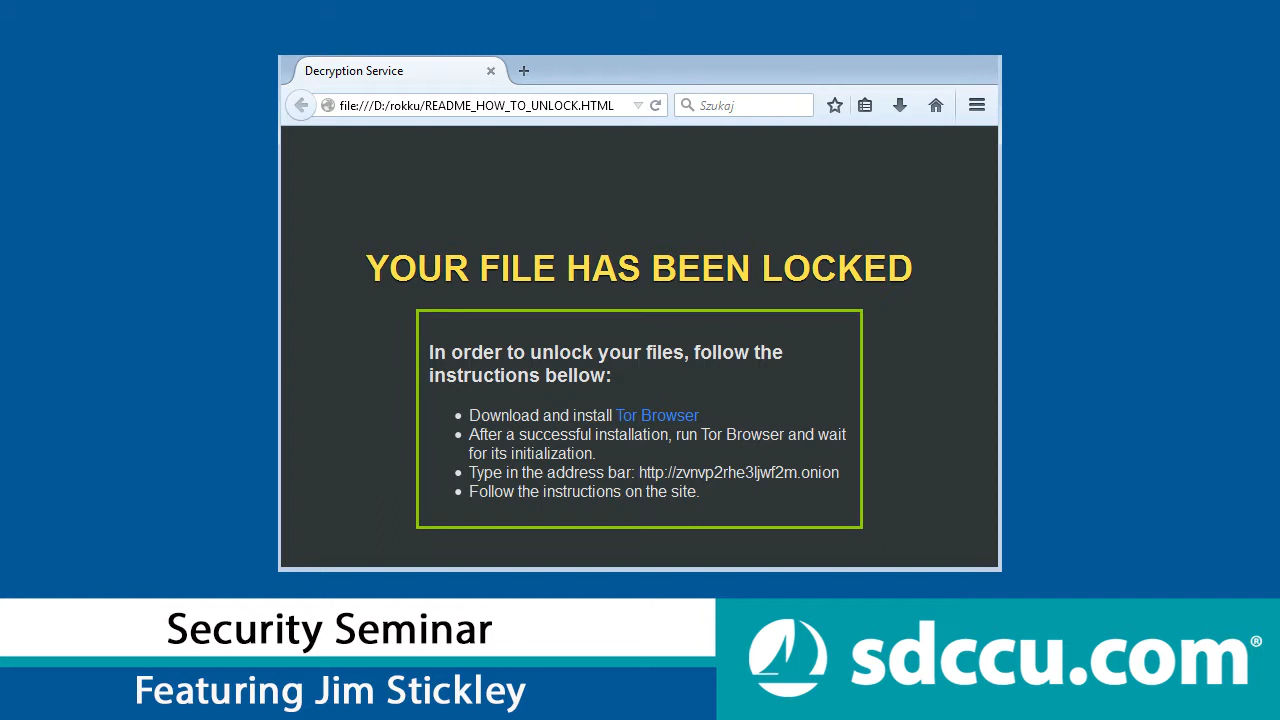 Decryption Service
file:///D:/rokku/README_HOW_TO_UNLOCK.HTML
Szukaj
YOUR FILE HAS BEEN LOCKED
In order to unlock your files, follow the
instructions bellow:
• Download and install Tor Browser
• After a successful installation, run Tor Browser and wait
for its initialization.
• Type in the address bar: http://zvnvp2rhe3ljwf2m.onion
• Follow the instructions on the site.
Security Seminar
Featuring Jim Stickley
sdccu.com®